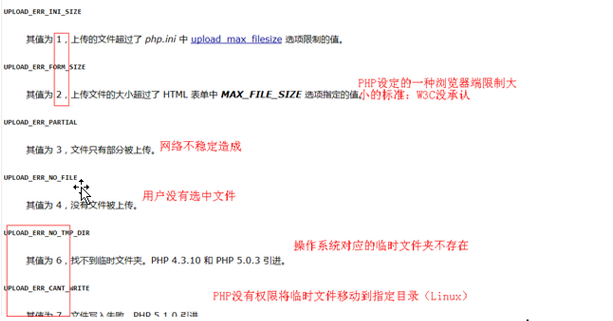 UPLOAD_ERR_INI_SIZE
其值为 1，上传的文件超过了 php.ini 中 upload_max_filesize 选项限制的值。
UPLOAD_ERR_FORM_SIZE
其值为 2，上传文件的大小超过了 HTML 表单中 MAX_FILE_SIZE 选项指定的值。
PHP设定的一种浏览器端限制大
小的标准：W3C没承认
UPLOAD_ERR_PARTIAL
其值为 3，文件只有部分被上传。
网络不稳定造成
UPLOAD_ERR_NO_FILE
其值为 4，没有文件被上传。
用户没有选中文件
UPLOAD_ERR_NO_TMP_DIR
操作系统对应的临时文件夹不存在
其值为 6，找不到临时文件夹。PHP 4.3.10 和 PHP 5.0.3 引进。
UPLOAD_ERR_CANT_WRITE
PHP没有权限将临时文件移动到指定目录（Linux）
其值为 7，文件写入失败。PHP 5.1.0 引进。